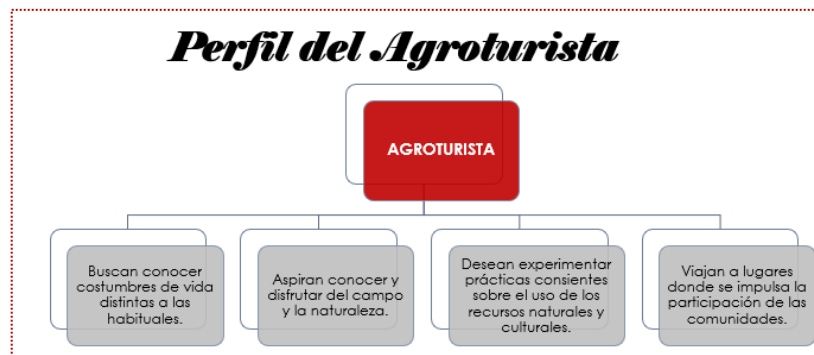 Perfil del Agroturista
AGROTURISTA
Buscan conocer
costumbres de vida
distintas a las
habituales.
Aspiran conocer y
disfrutar del campo
y la naturaleza.
Desean experimentar
prácticas consientes
sobre el uso de los
recursos naturales y
culturales.
Viajan a lugares
donde se impulsa la
participación de las
comunidades.